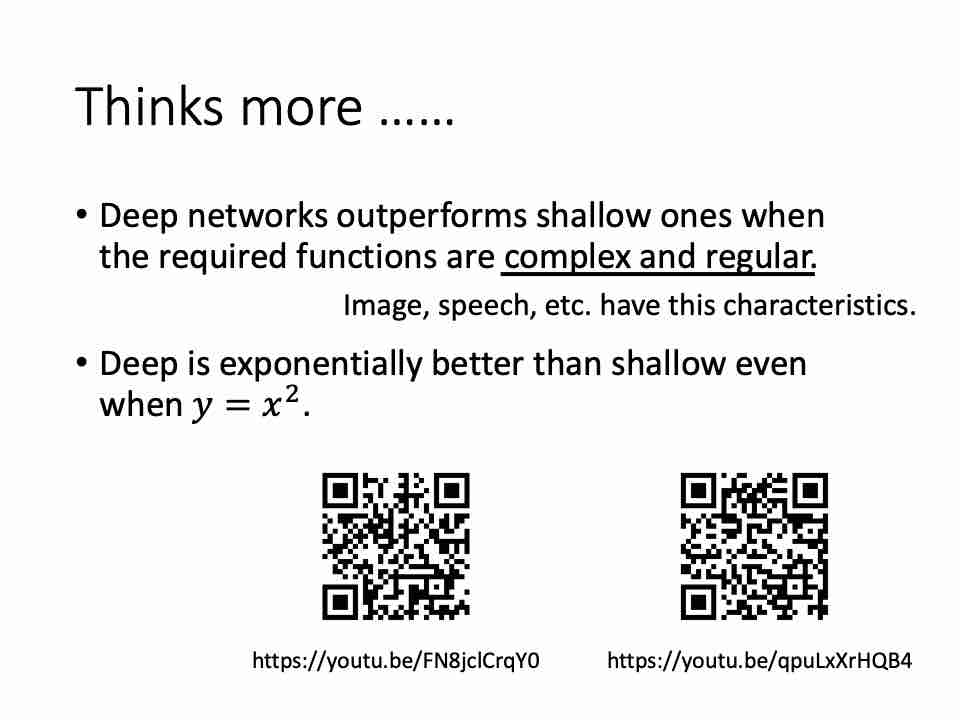 Thinks more ……
• Deep networks outperforms shallow ones when
the required functions are complex and regular.
Image, speech, etc. have this characteristics.
• Deep is exponentially better than shallow even
when 𝑦 = 𝑥².
https://youtu.be/FN8jclCrqY0
https://youtu.be/qpuLxXrHQB4